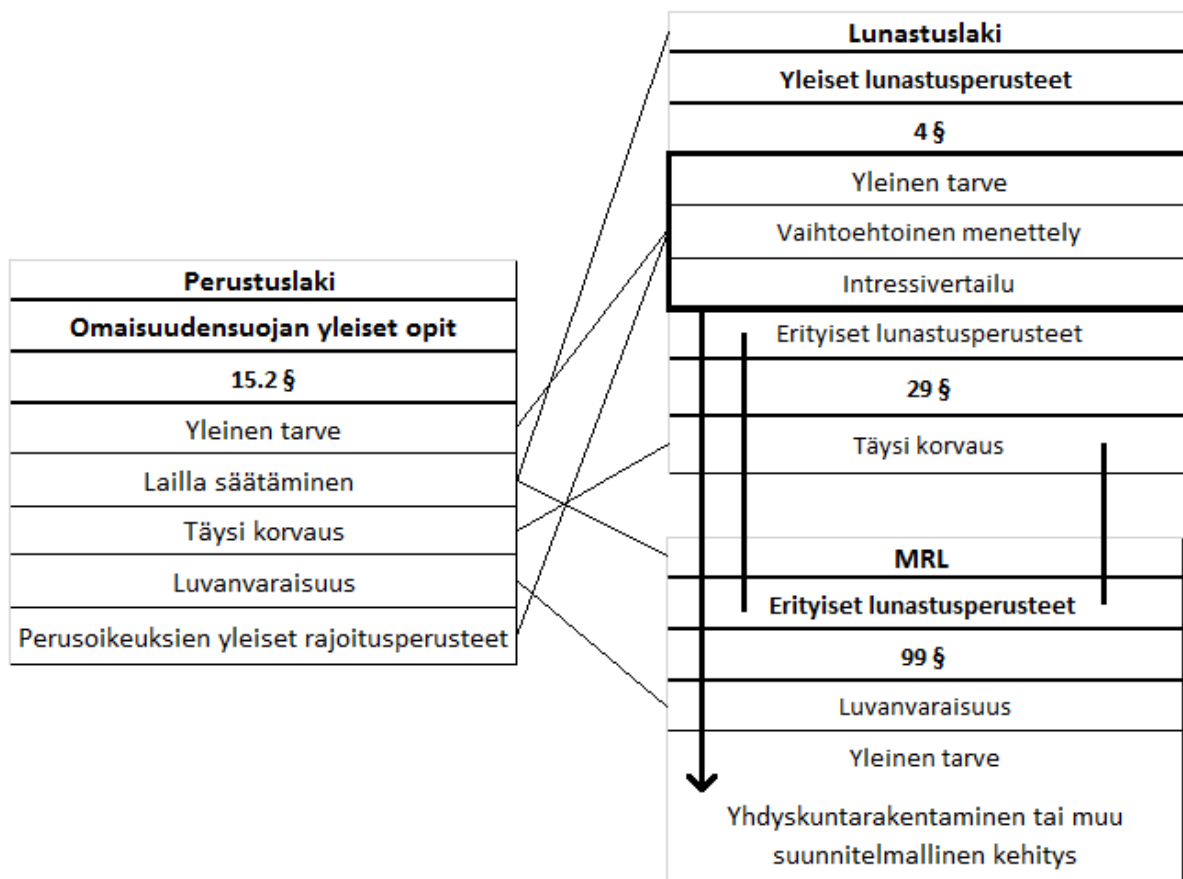 Perustuslaki
Omaisuudensuojan yleiset opit
15.2 §
Yleinen tarve
Lailla säätäminen
Täysi korvaus
Luvanvaraisuus
Perusoikeuksien yleiset rajoitusperusteet
Lunastuslaki
Yleiset lunastusperusteet
4 §
Yleinen tarve
Vaihtoehtoinen menettely
Intressivertailu
Erityiset lunastusperusteet
29 §
Täysi korvaus
MRL
Erityiset lunastusperusteet
99 §
Luvanvaraisuus
Yleinen tarve
Yhdyskuntarakentaminen tai muu
suunnitelmallinen kehitys